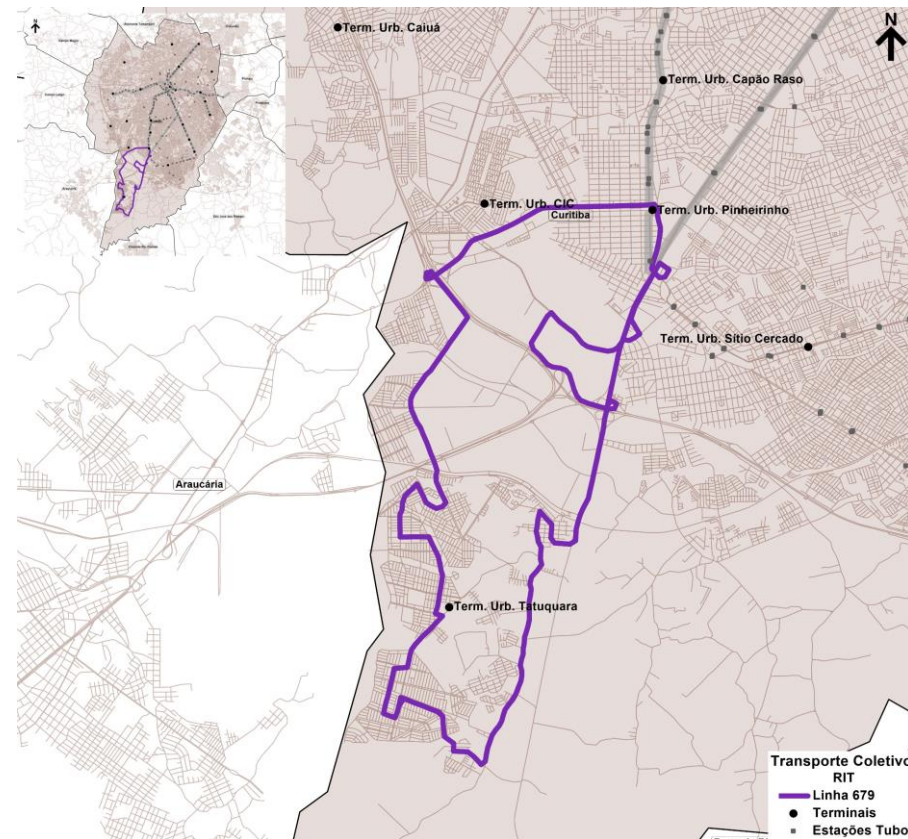 Term. Urb. Caiuá
N
Term. Urb. Capão Raso
Term. Urb. CIC
Curitiba
Term. Urb. Pinheirinho
Term. Urb. Sítio Cercado
Araucária
Term. Urb. Tatuquara
Transporte Coletivo
RIT
Linha 679
Terminais
Estações Tubo